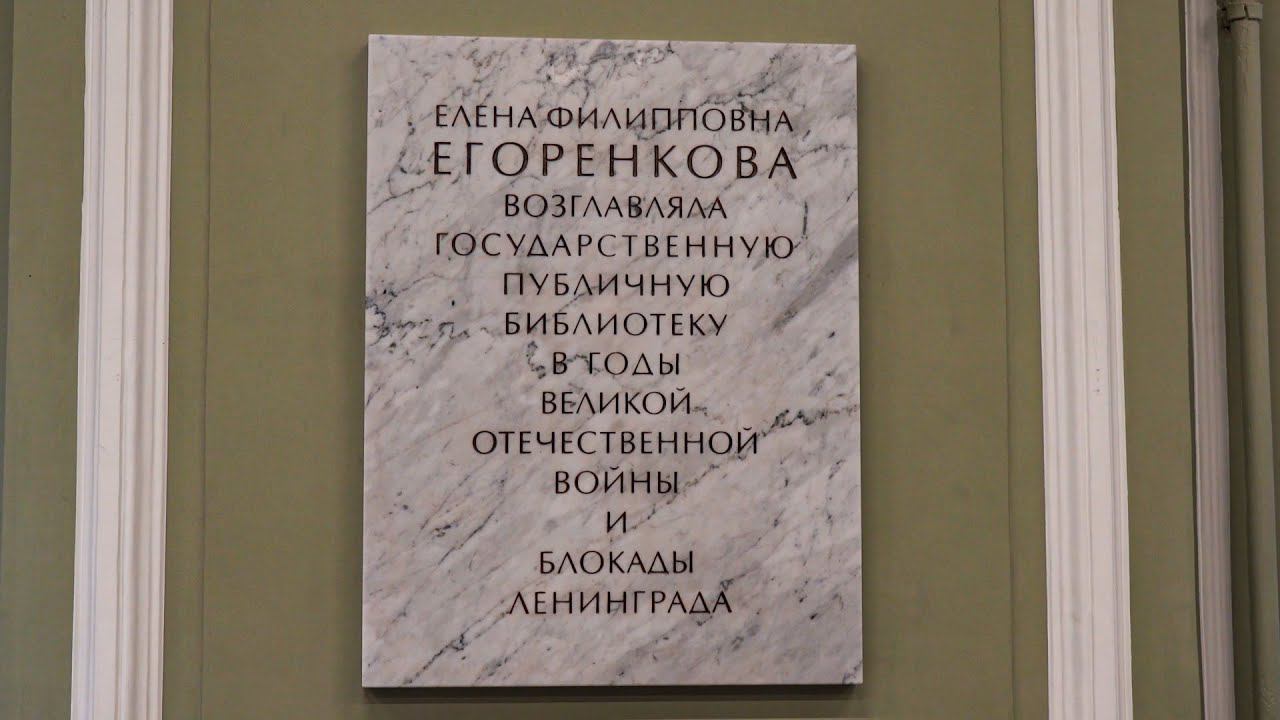 ЕЛЕНА ФИЛИППОВНА
ЕГОРЕНКОВА
ВОЗГЛАВЛЯЛА
ГОСУДАРСТВЕННУЮ
ПУБЛИЧНУЮ
БИБЛИОТЕКУ
В ГОДЫ
ВЕЛИКОЙ
ОТЕЧЕСТВЕННОЙ
ВОЙНЫ
И
БЛОКАДЫ
ЛЕНИНГРАДА